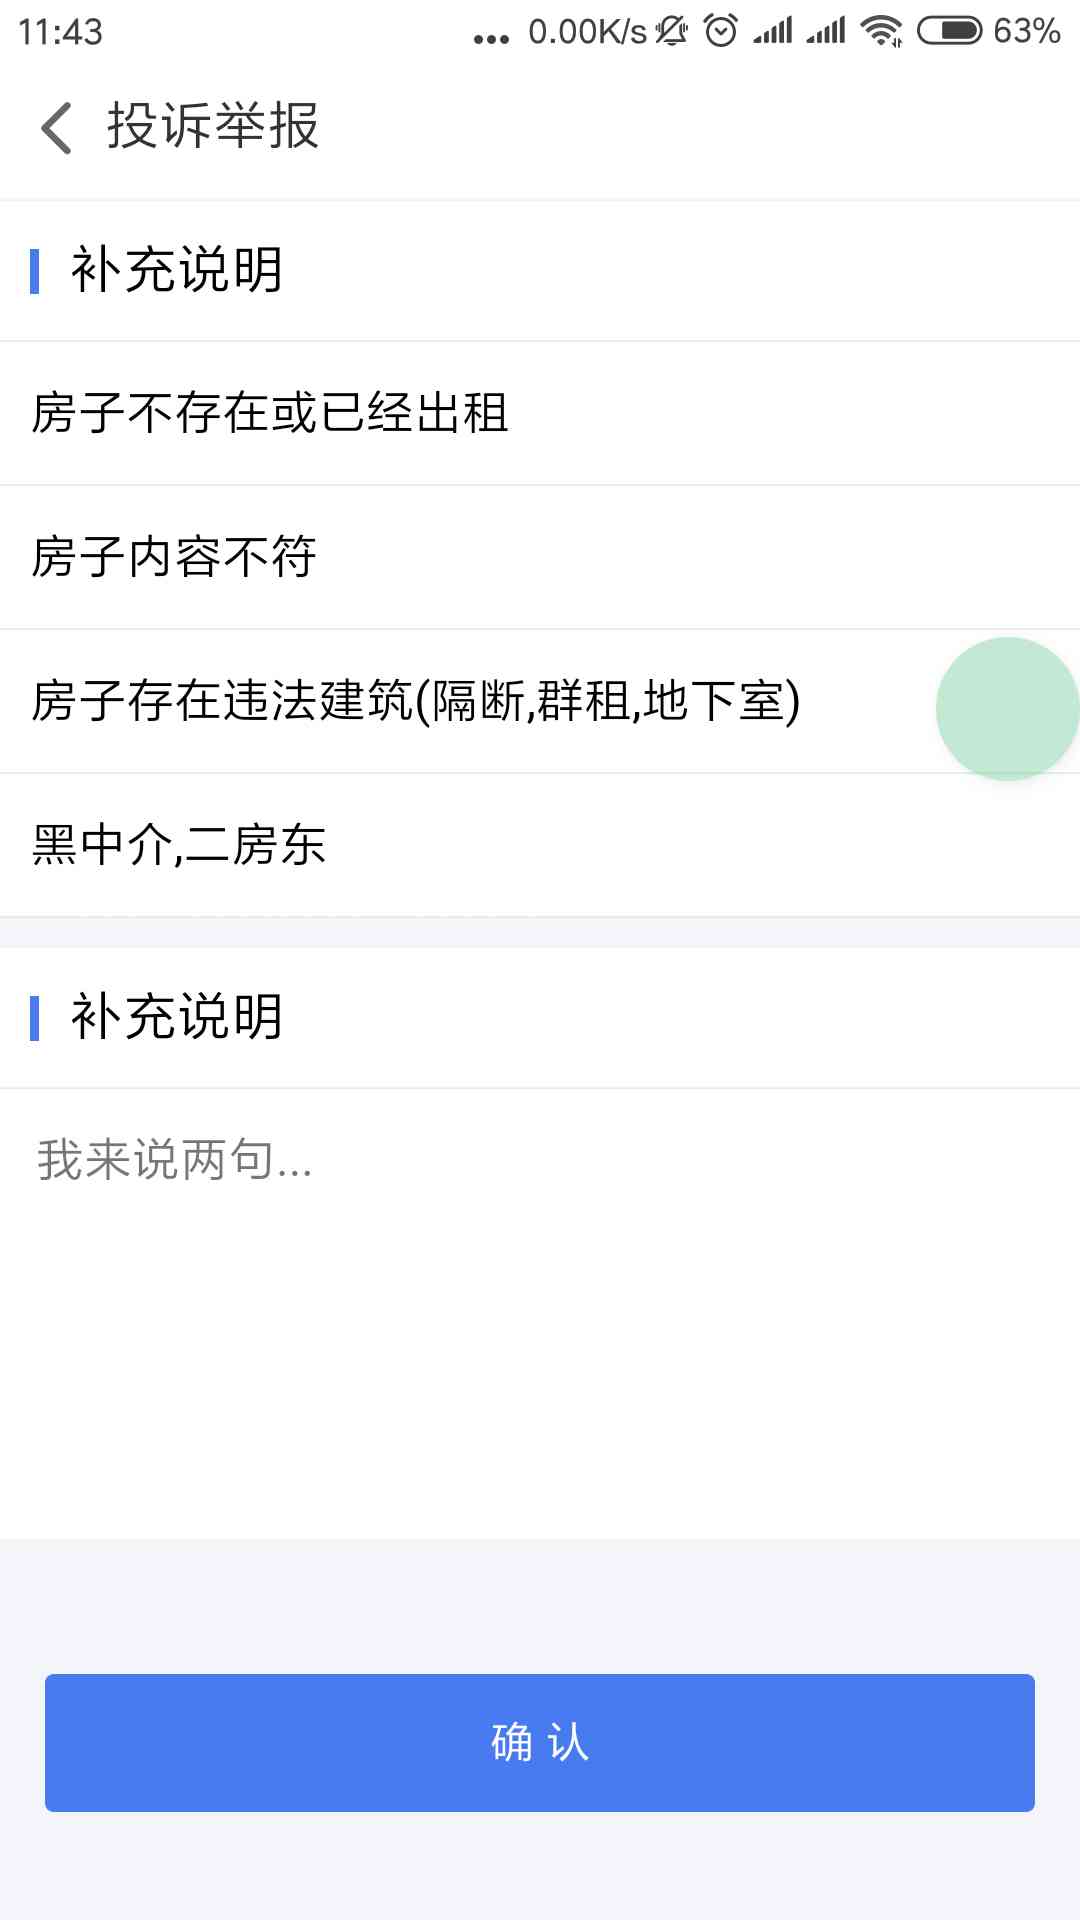 11:43
... 0.00K/s 63%
投诉举报
补充说明
房子不存在或已经出租
房子内容不符
房子存在违法建筑(隔断,群租,地下室)
黑中介,二房东
补充说明
我来说两句...
确 认